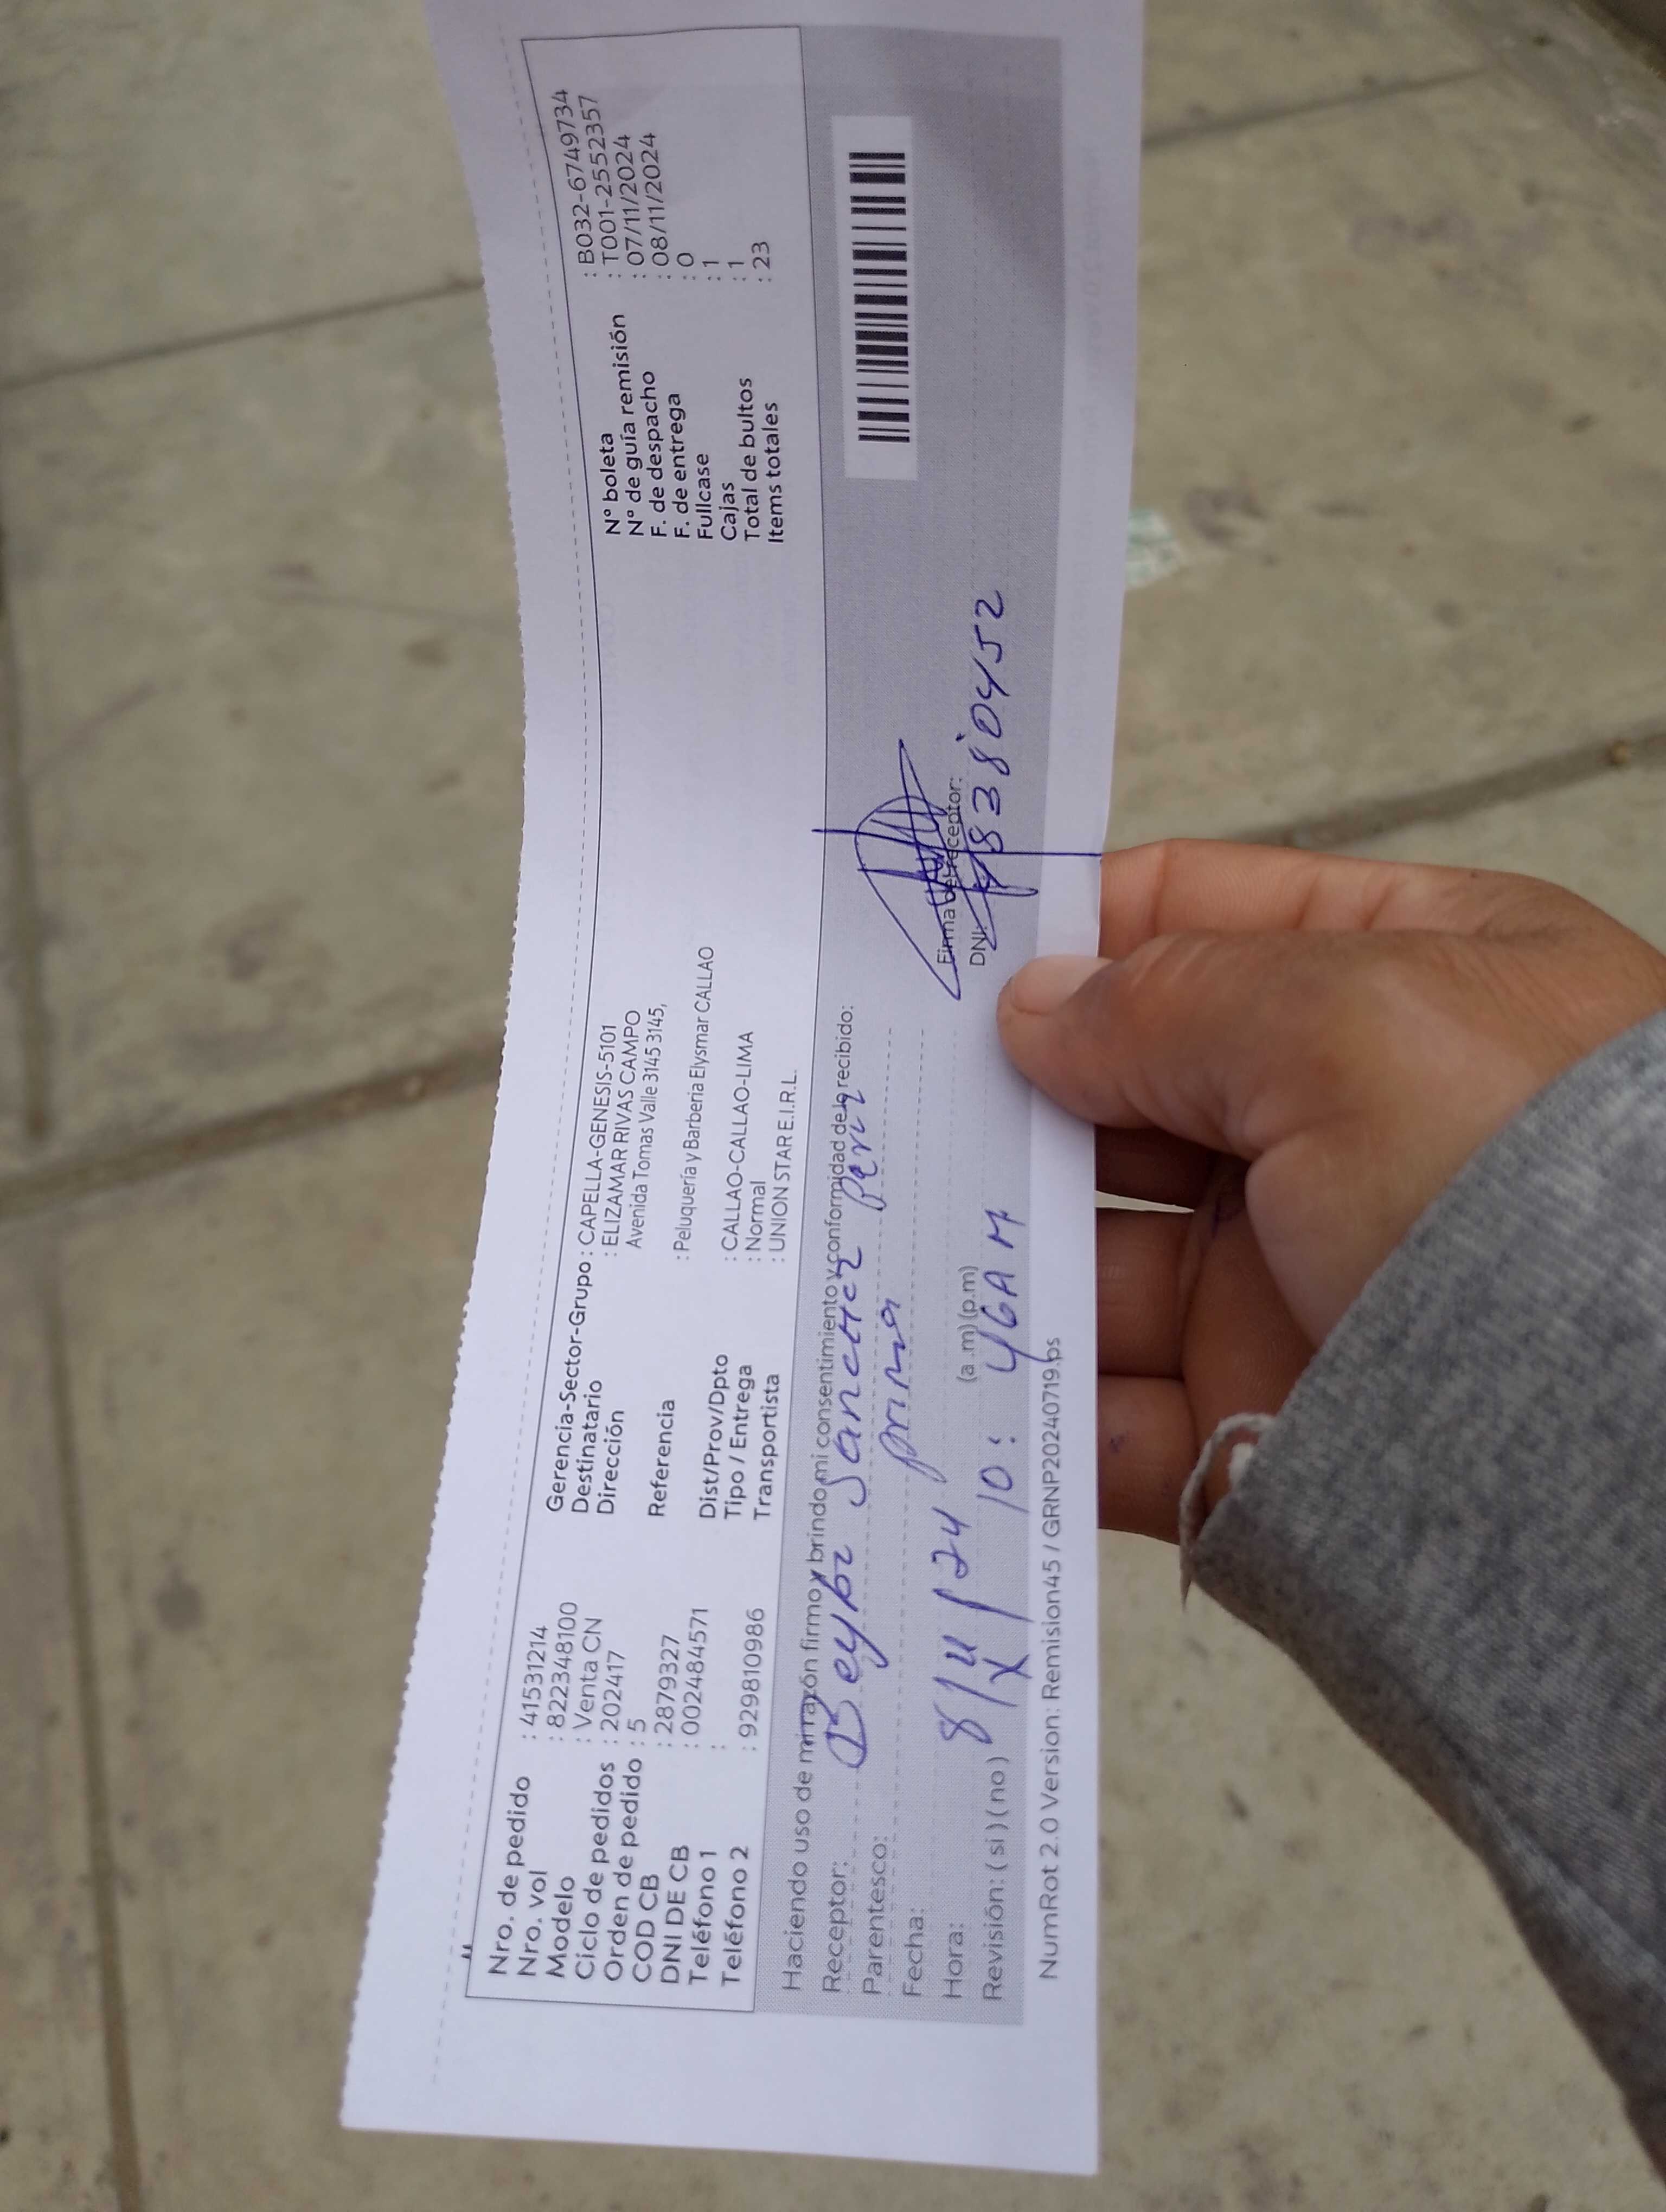 Nro. de pedido : 41531214
Nro. vol : 822348100
Modelo : Venta CN
Ciclo de pedidos : 202417
Orden de pedido : 5
COD CB : 2879327
DNI DE CB : 002484571
Teléfono 1 :
Teléfono 2 : 929810986
Gerencia-Sector-Grupo : CAPELLA-GENESIS-5101
Destinatario : ELIZAMAR RIVAS CAMPO
Dirección Avenida Tomas Valle 3145 3145,
Referencia : Peluquería y Barberia Elysmar CALLAO
Dist/Prov/Dpto : CALLAO-CALLAO-LIMA
Tipo / Entrega : Normal
Transportista : UNION STAR E.I.R.L.
N° boleta : B032-6749734
N° de guía remisión : T001-2552357
F. de despacho : 07/11/2024
F. de entrega : 08/11/2024
Fullcase : 0
Cajas : 1
Total de bultos : 1
Items totales : 23
Haciendo uso de mi razón firmo y brindo mi consentimiento y conformidad de lo recibido:
Receptor: Sanchez
Parentesco: prima
Fecha: 8/11/24
Hora: (a.m) (p.m) 10:46 AM
Revisión: ( si ) ( no )
Firma del receptor:
DNI: 48380452
NumRot 2.0 Version: Remision45 / GRNP20240719.ps